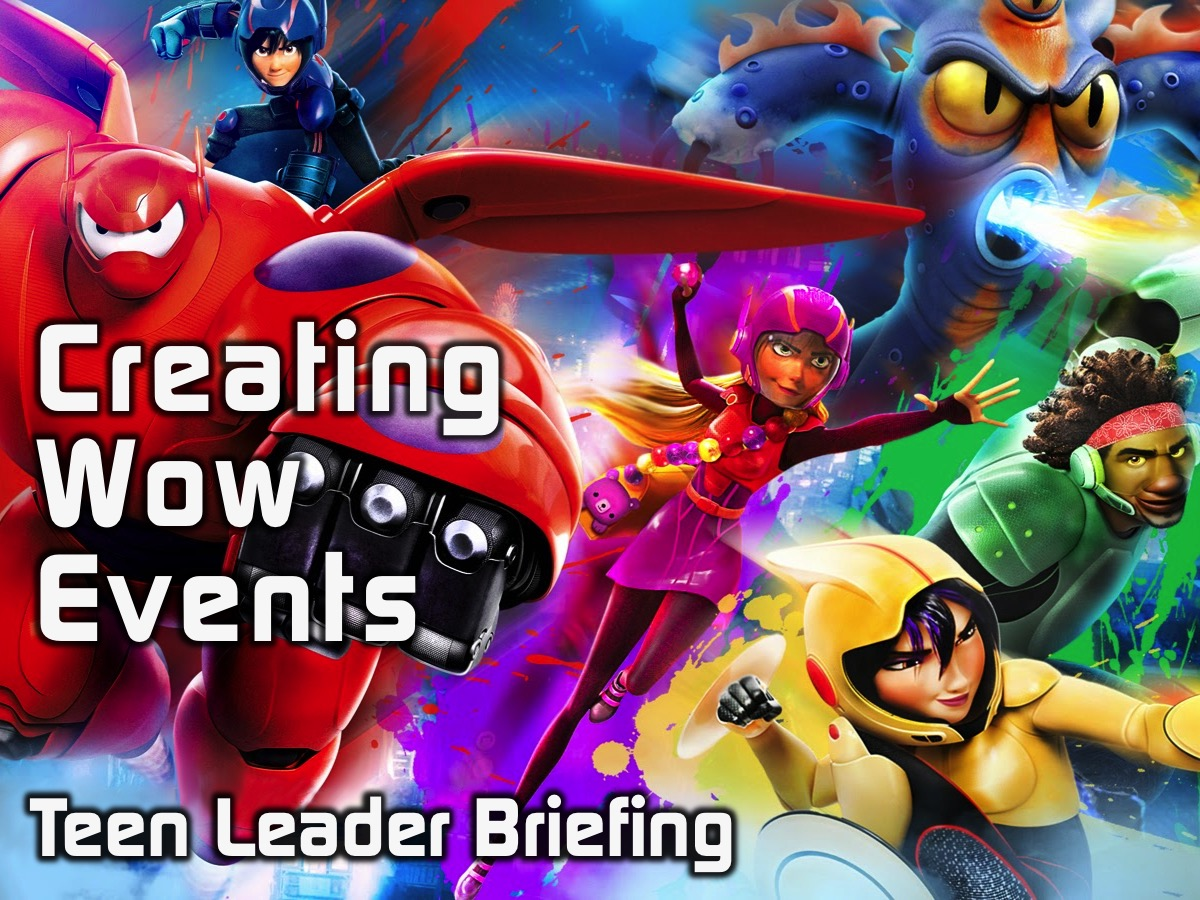 Creating
Wow
Events
Teen Leader Briefing